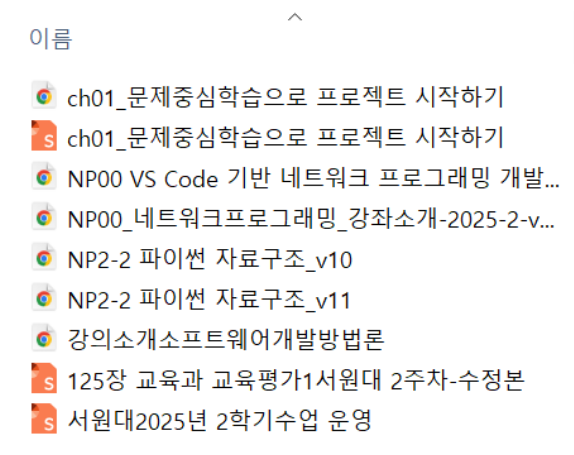 이름
ch01_문제중심학습으로 프로젝트 시작하기
ch01_문제중심학습으로 프로젝트 시작하기
NP00 VS Code 기반 네트워크 프로그래밍 개발...
NP00_네트워크프로그래밍_강좌소개-2025-2-v...
NP2-2 파이썬 자료구조_v10
NP2-2 파이썬 자료구조_v11
강의소개소프트웨어개발방법론
125장 교육과 교육평가1서원대 2주차-수정본
서원대2025년 2학기수업 운영